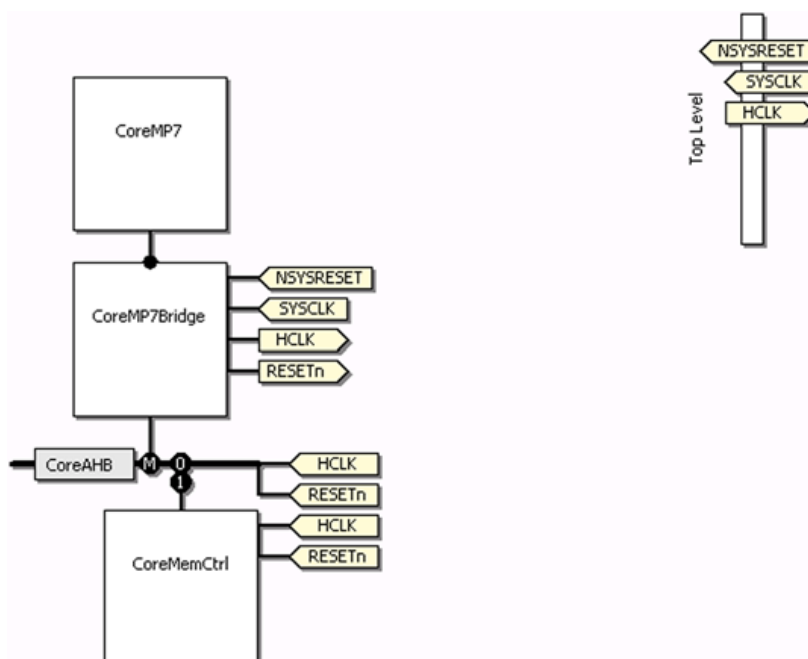 NSYSRESET
SYSCLK
HCLK
Top Level
CoreMP7
CoreMP7Bridge
NSYSRESET
SYSCLK
HCLK
RESETn
CoreAHB
M
0
1
HCLK
RESETn
CoreMemCtrl
HCLK
RESETn